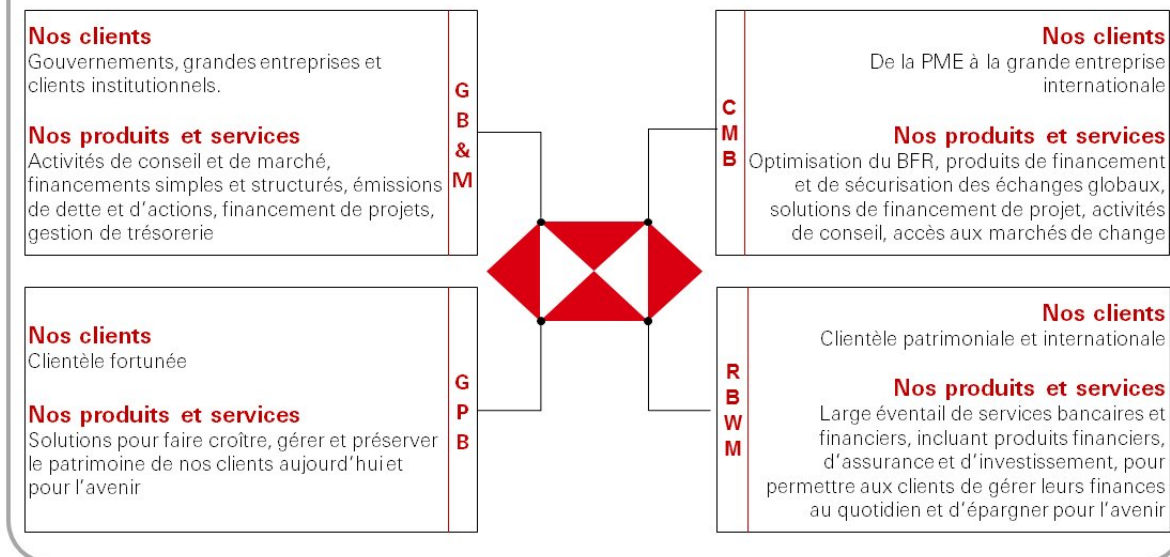 Nos clients
Gouvernements, grandes entreprises et
clients institutionnels.
Nos produits et services
Activités de conseil et de marché,
financements simples et structurés, émissions
de dette et d'actions, financement de projets,
gestion de trésorerie
G
B
&
M
C
M
B
Nos clients
De la PME à la grande entreprise
internationale
Nos produits et services
Optimisation du BFR, produits de financement
et de sécurisation des échanges globaux,
solutions de financement de projet, activités
de conseil, accès aux marchés de change
Nos clients
Clientèle fortunée
Nos produits et services
Solutions pour faire croître, gérer et préserver
le patrimoine de nos clients aujourd'hui et
pour l'avenir
G
P
B
R
B
W
M
Nos clients
Clientèle patrimoniale et internationale
Nos produits et services
Large éventail de services bancaires et
financiers, incluant produits financiers,
d'assurance et d'investissement, pour
permettre aux clients de gérer leurs finances
au quotidien et d'épargner pour l'avenir